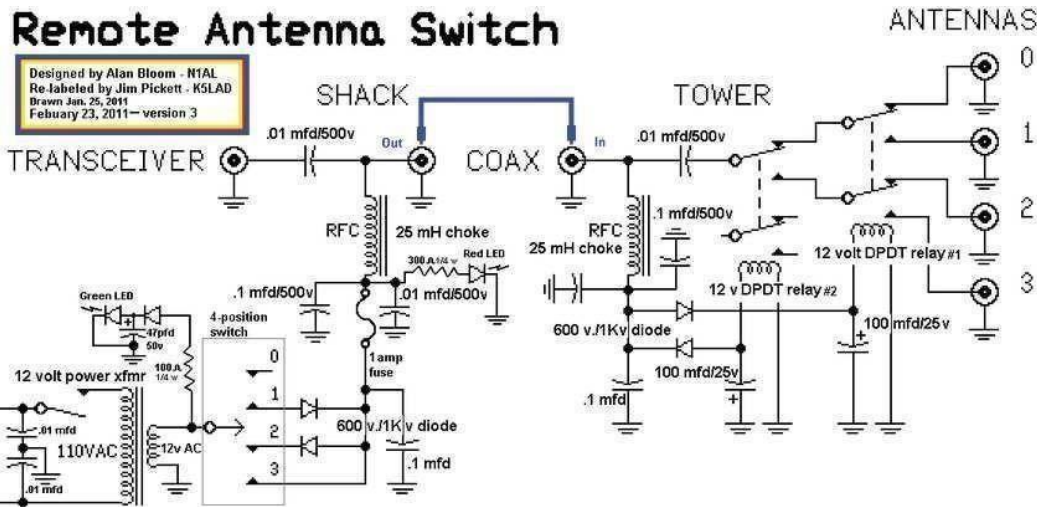 Remote Antenna Switch
Designed by Alan Bloom - N1AL
Re-labeled by Jim Pickett - K5LAD
Drawn Jan. 25, 2011
Febuary 23, 2011 — version 3
ANTENNAS
0
SHACK
TOWER
.01 mfd/500v
Out
In
.01 mfd/500v
1
TRANSCEIVER
COAX
2
RFC
25 mH choke
Red LED
300 Λ 1/4 w
.1 mfd/500v
RFC
25 mH choke
12 volt DPDT relay #1
3
.1 mfd/500v
.01 mfd/500v
12 v DPDT relay #2
Green LED
47pfd
50v
4-position
switch
600 v./1Kv diode
100 mfd/25v
0
1 amp
fuse
100 Λ
1/4 w
100 mfd/25v
12 volt power xfmr
1
.1 mfd
.01 mfd
110VAC
12v AC
2
600 v./1K v diode
.1 mfd
3
.01 mfd